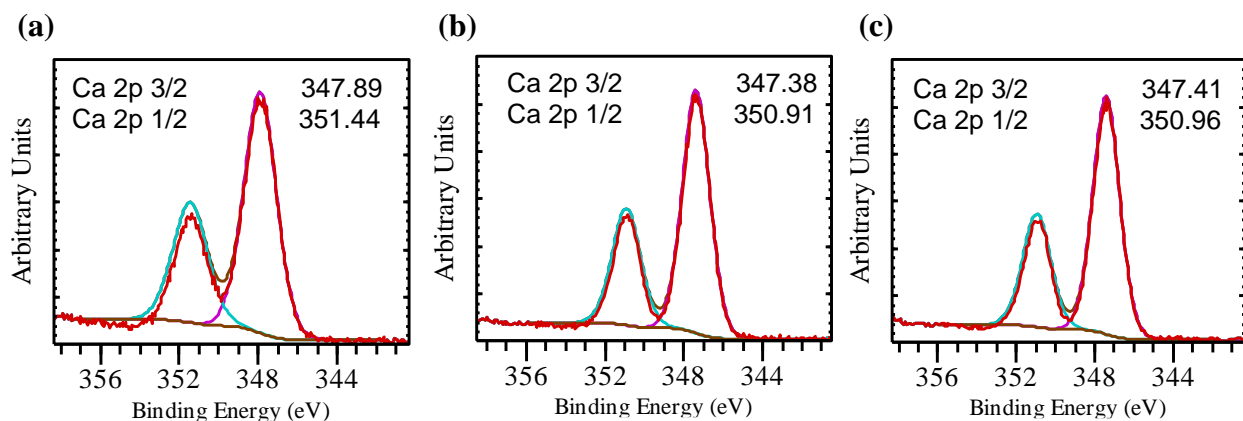 (a)
Ca 2p 3/2 347.89
Ca 2p 1/2 351.44
Arbitrary Units
356 352 348 344
Binding Energy (eV)
(b)
Ca 2p 3/2 347.38
Ca 2p 1/2 350.91
Arbitrary Units
356 352 348 344
Binding Energy (eV)
(c)
Ca 2p 3/2 347.41
Ca 2p 1/2 350.96
Arbitrary Units
356 352 348 344
Binding Energy (eV)